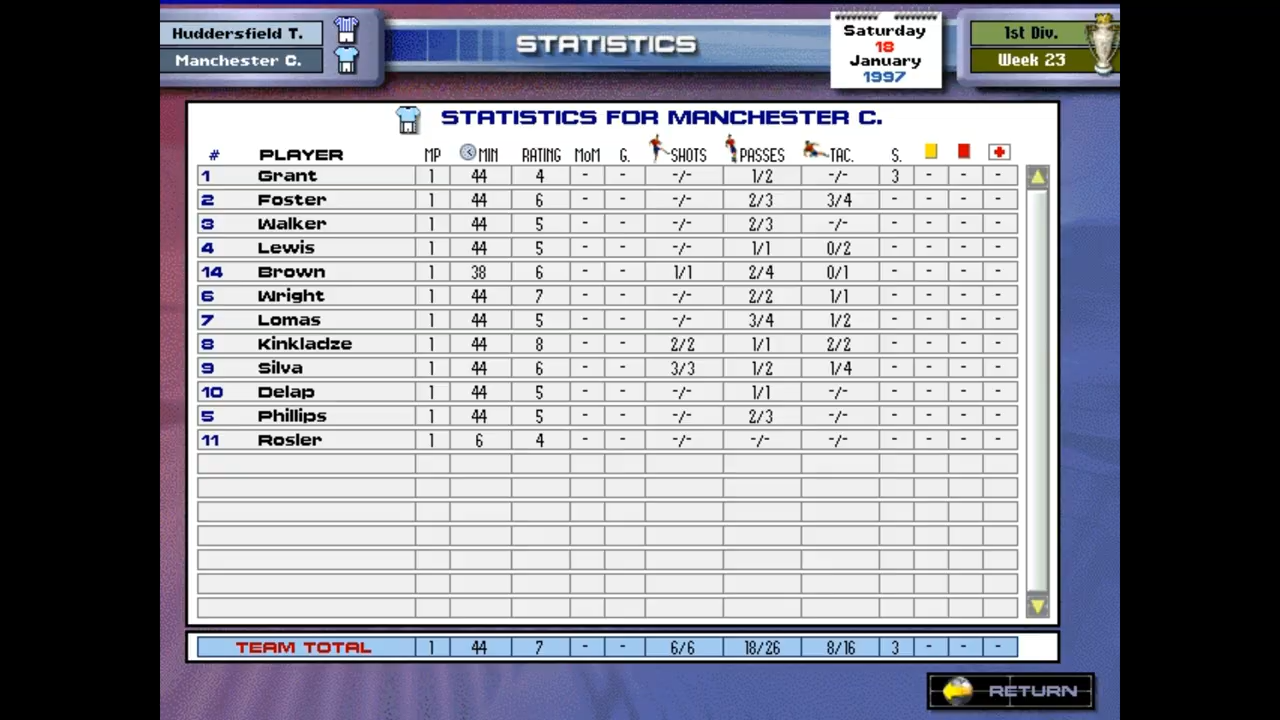 Huddersfield T.
Manchester C.
STATISTICS
Saturday
18
January
1997
1st Div.
Week 23
STATISTICS FOR MANCHESTER C.
# PLAYER MP MIN RATING MoM G. SHOTS PASSES TAC. S.
1 Grant 1 44 4 - - -/- 1/2 -/- 3 - - -
2 Foster 1 44 6 - - -/- 2/3 3/4 - - - -
3 Walker 1 44 5 - - -/- 2/3 -/- - - - -
4 Lewis 1 44 5 - - -/- 1/1 0/2 - - - -
14 Brown 1 38 6 - - 1/1 2/4 0/1 - - - -
6 Wright 1 44 7 - - -/- 2/2 1/1 - - - -
7 Lomas 1 44 5 - - -/- 3/4 1/2 - - - -
8 Kinkladze 1 44 8 - - 2/2 1/1 2/2 - - - -
9 Silva 1 44 6 - - 3/3 1/2 1/4 - - - -
10 Delap 1 44 5 - - -/- 1/1 -/- - - - -
5 Phillips 1 44 5 - - -/- 2/3 -/- - - - -
11 Rosler 1 6 4 - - -/- -/- -/- - - - -
TEAM TOTAL 1 44 7 - - 6/6 18/26 8/16 3 - - -
RETURN